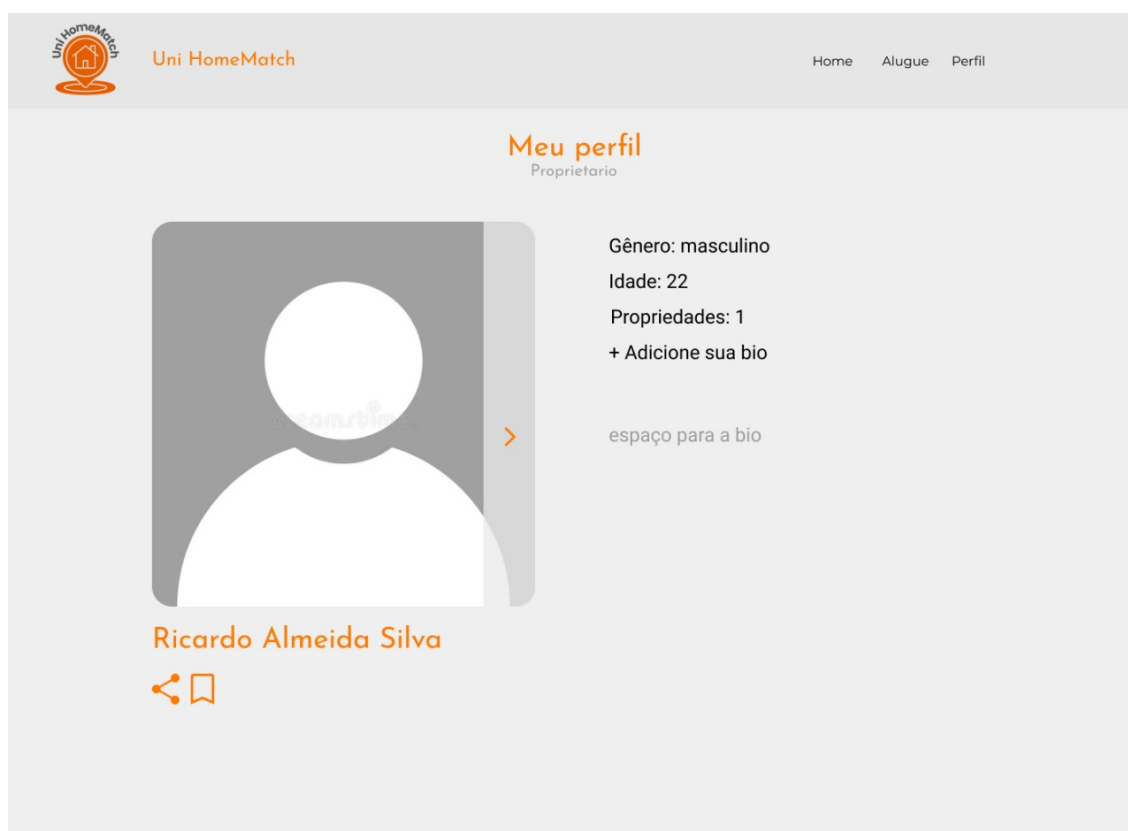 Uni HomeMatch
Uni HomeMatch
Home Alugue Perfil
Meu perfil
Proprietario
Gênero: masculino
Idade: 22
Propriedades: 1
+ Adicione sua bio
dreamstime
espaço para a bio
Ricardo Almeida Silva